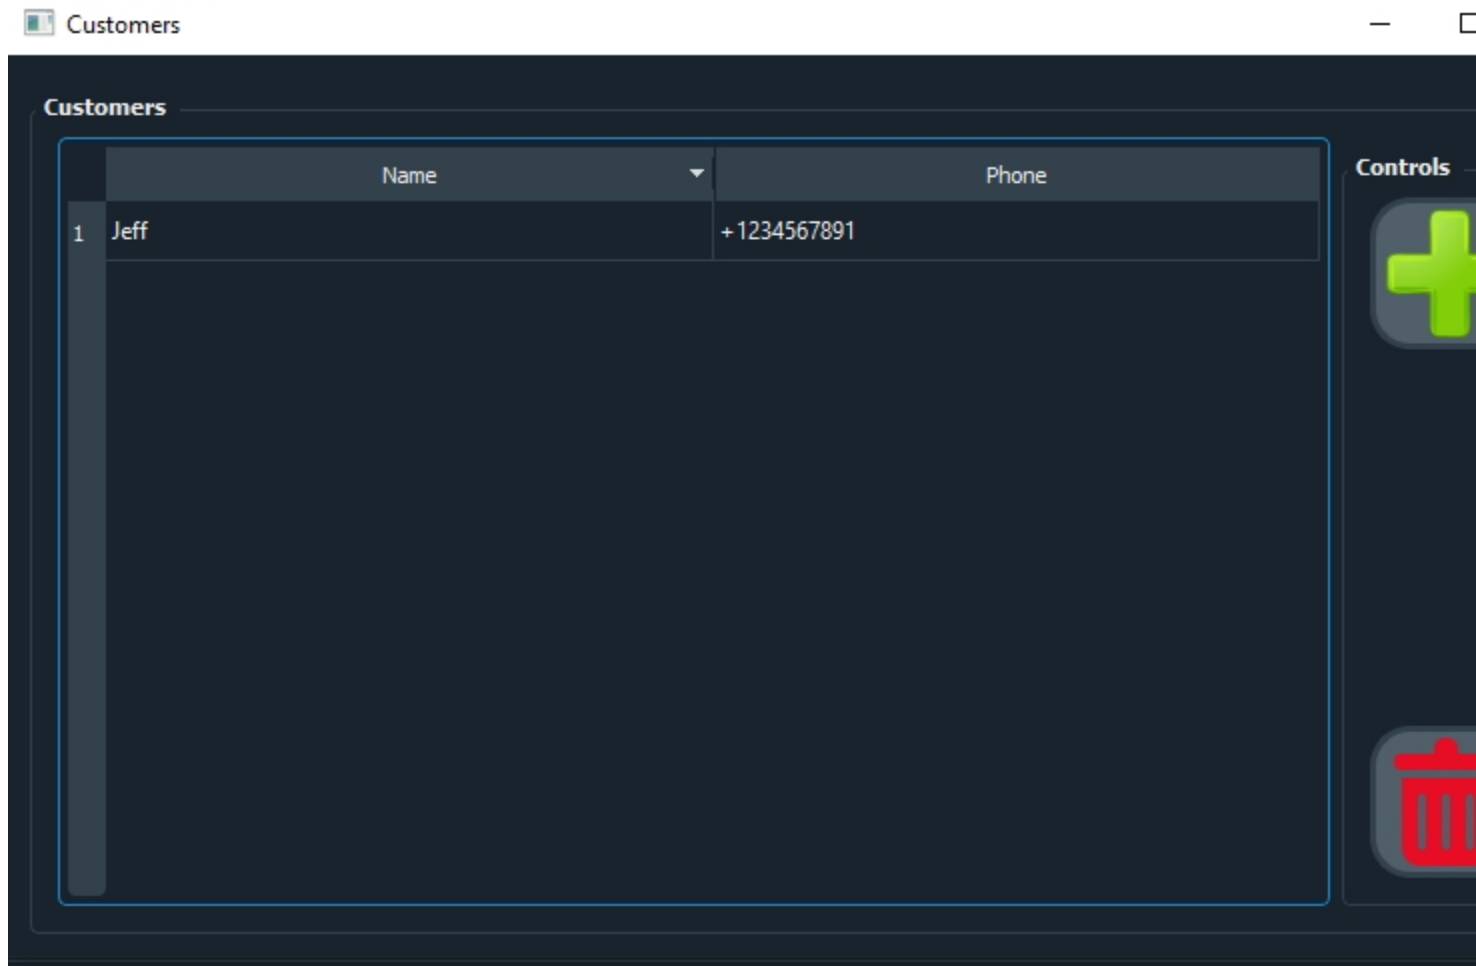 Customers
Customers
Name Phone
Controls
1 Jeff +1234567891